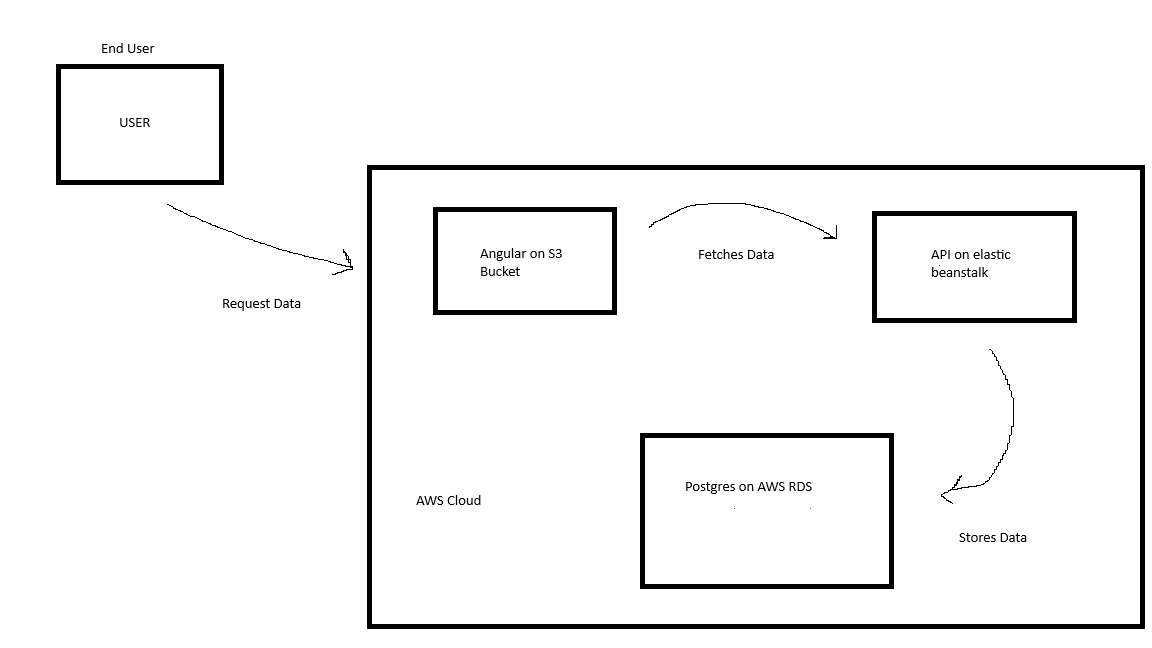 End User
USER
Request Data
Angular on S3
Bucket
Fetches Data
API on elastic
beanstalk
AWS Cloud
Postgres on AWS RDS
Stores Data